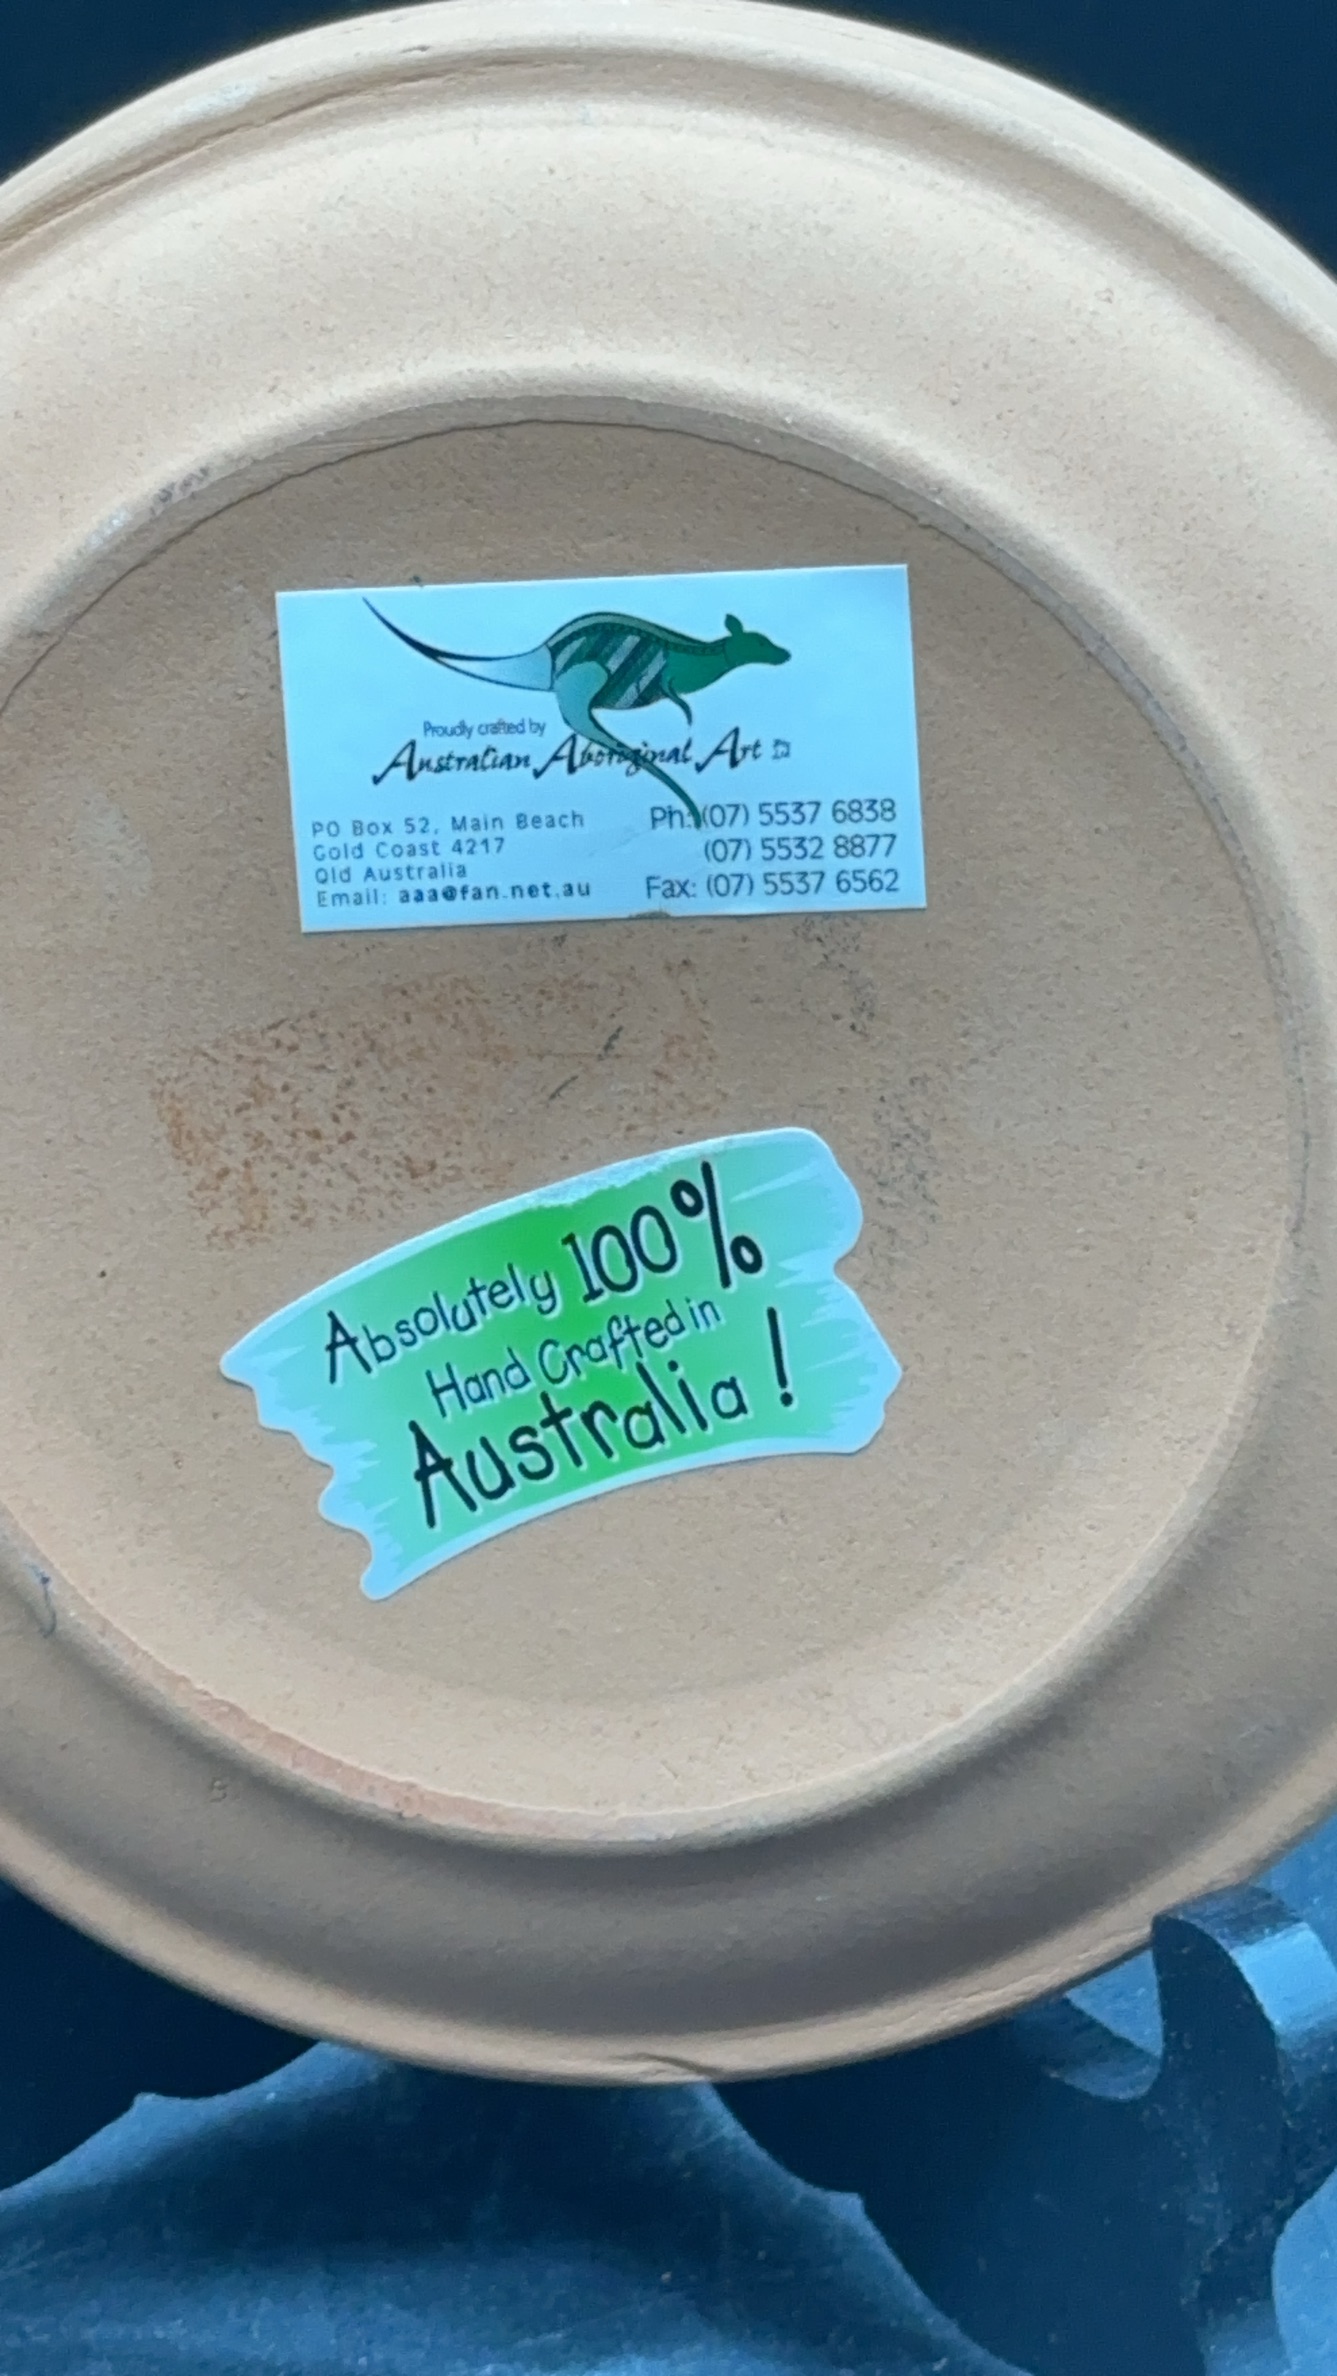 Proudly crafted by
Australian Aboriginal Art
PO Box 52, Main Beach
Gold Coast 4217
Qld Australia
Email: aaa@fan.net.au
Ph: (07) 5537 6838
(07) 5532 8877
Fax: (07) 5537 6562
Absolutely 100%
Hand Crafted in
Australia!